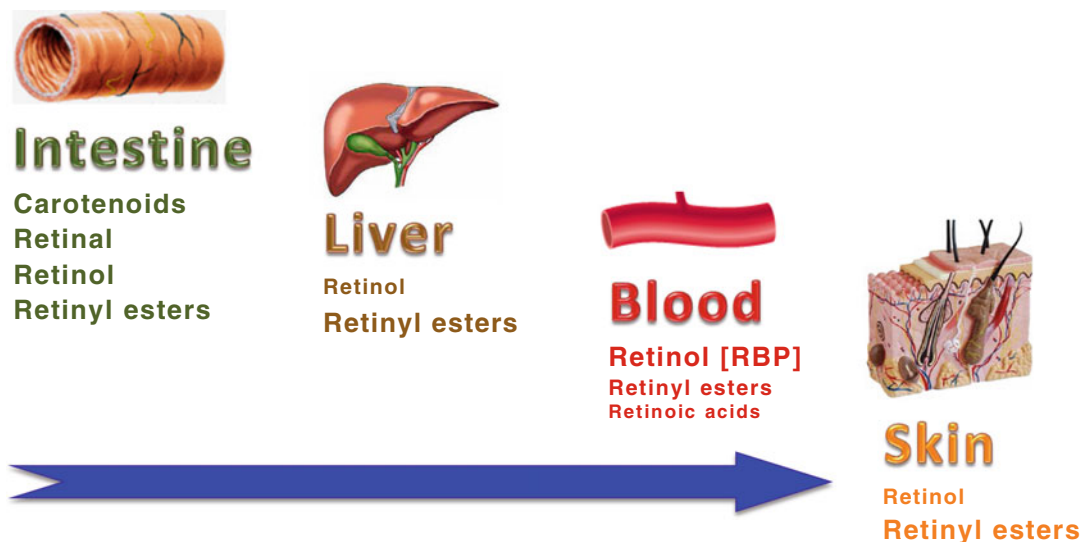 Intestine
Carotenoids
Retinal
Retinol
Retinyl esters
Liver
Retinol
Retinyl esters
Blood
Retinol [RBP]
Retinyl esters
Retinoic acids
Skin
Retinol
Retinyl esters